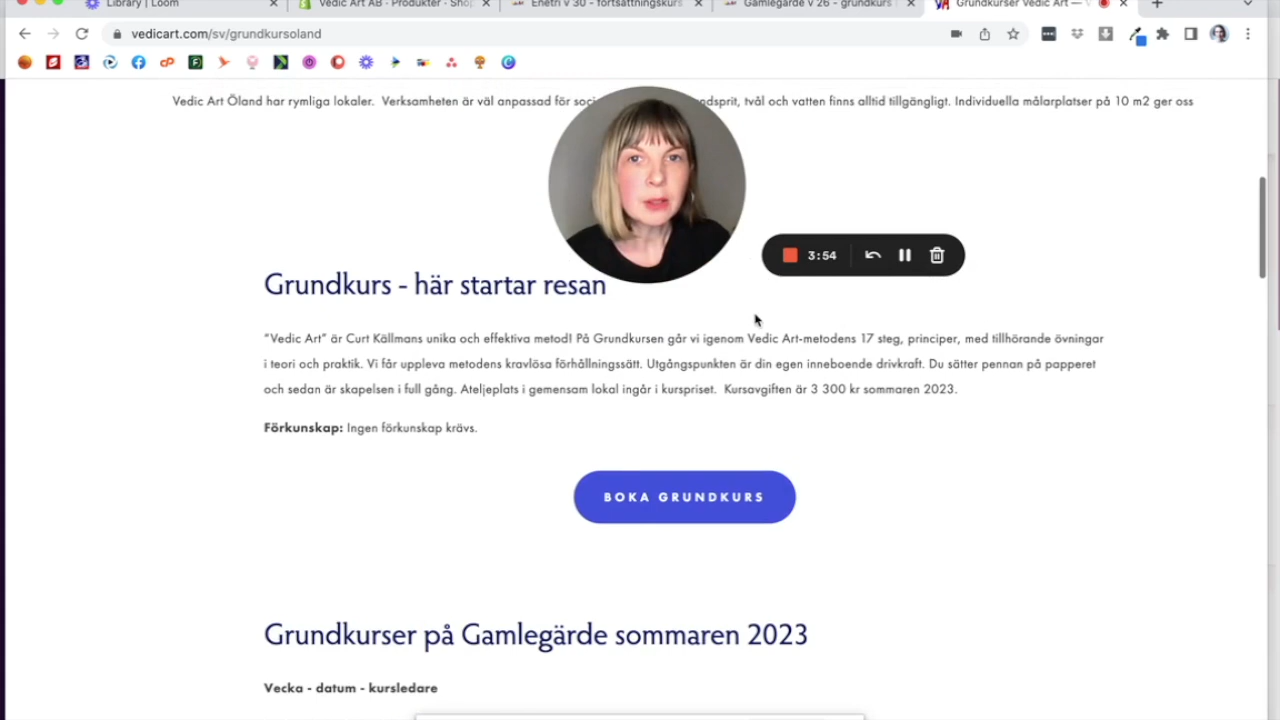 Library | Loom
Vedic Art AB · Produkter · Shop
Enetri v 30 - fortsättningskurs
Gamlegärde v 26 - grundkurs
Grundkurser Vedic Art —
vedicart.com/sv/grundkursoland
Vedic Art Öland har rymliga lokaler. Verksamheten är väl anpassad för ndsprit, tvål och vatten finns alltid tillgängligt. Individuella målarplatser på 10 m2 ger oss
3:54
Grundkurs - här startar resan
"Vedic Art" är Curt Källmans unika och effektiva metod! På Grundkursen går vi igenom Vedic Art-metodens 17 steg, principer, med tillhörande övningar
i teori och praktik. Vi får uppleva metodens kravlösa förhållningssätt. Utgångspunkten är din egen inneboende drivkraft. Du sätter pennan på papperet
och sedan är skapelsen i full gång. Ateljeplats i gemensam lokal ingår i kurspriset. Kursavgiften är 3 300 kr sommaren 2023.
Förkunskap: Ingen förkunskap krävs.
BOKA GRUNDKURS
Grundkurser på Gamlegärde sommaren 2023
Vecka - datum - kursledare